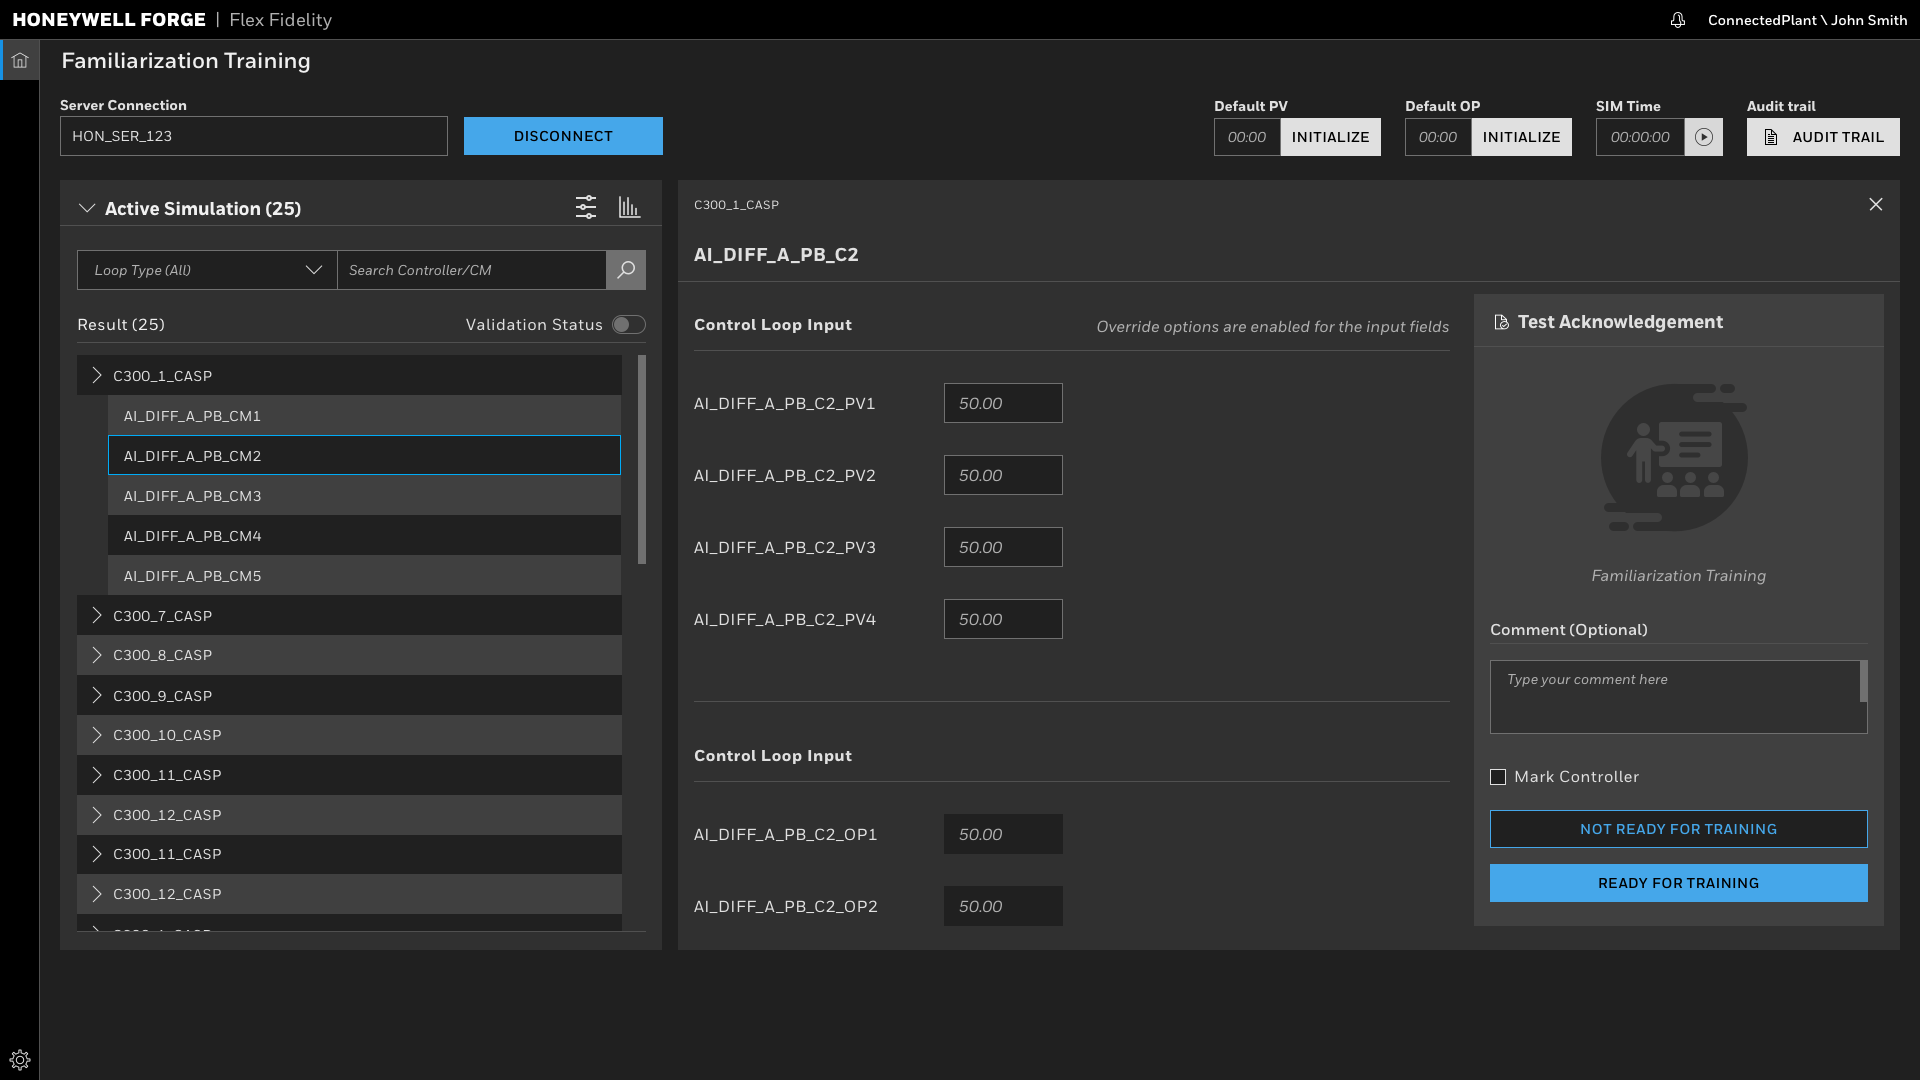 HONEYWELL FORGE | Flex Fidelity
ConnectedPlant \ John Smith
Familiarization Training
Server Connection
HON_SER_123
DISCONNECT
Default PV
00:00
INITIALIZE
Default OP
00:00
INITIALIZE
SIM Time
00:00:00
Audit trail
AUDIT TRAIL
Active Simulation (25)
Loop Type (All)
Search Controller/CM
Result (25)
Validation Status
C300_1_CASP
AI_DIFF_A_PB_CM1
AI_DIFF_A_PB_CM2
AI_DIFF_A_PB_CM3
AI_DIFF_A_PB_CM4
AI_DIFF_A_PB_CM5
C300_7_CASP
C300_8_CASP
C300_9_CASP
C300_10_CASP
C300_11_CASP
C300_12_CASP
C300_11_CASP
C300_12_CASP
C300_1_CASP
AI_DIFF_A_PB_C2
Control Loop Input
Override options are enabled for the input fields
AI_DIFF_A_PB_C2_PV1
50.00
AI_DIFF_A_PB_C2_PV2
50.00
AI_DIFF_A_PB_C2_PV3
50.00
AI_DIFF_A_PB_C2_PV4
50.00
Control Loop Input
AI_DIFF_A_PB_C2_OP1
50.00
AI_DIFF_A_PB_C2_OP2
50.00
Test Acknowledgement
Familiarization Training
Comment (Optional)
Type your comment here
Mark Controller
NOT READY FOR TRAINING
READY FOR TRAINING